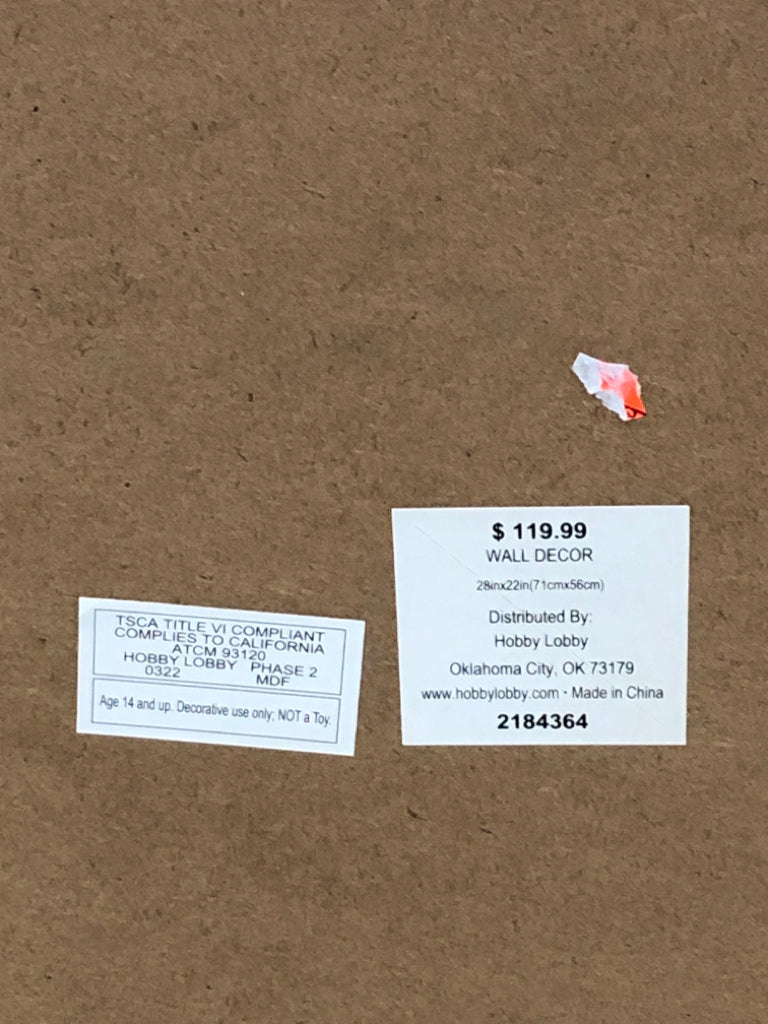 $ 119.99
WALL DECOR
28inx22in(71cmx56cm)
Distributed By:
Hobby Lobby
Oklahoma City, OK 73179
www.hobbylobby.com · Made in China
2184364
TSCA TITLE VI COMPLIANT
COMPLIES TO CALIFORNIA
ATCM 93120
HOBBY LOBBY PHASE 2
0322 MDF
Age 14 and up. Decorative use only; NOT a Toy.